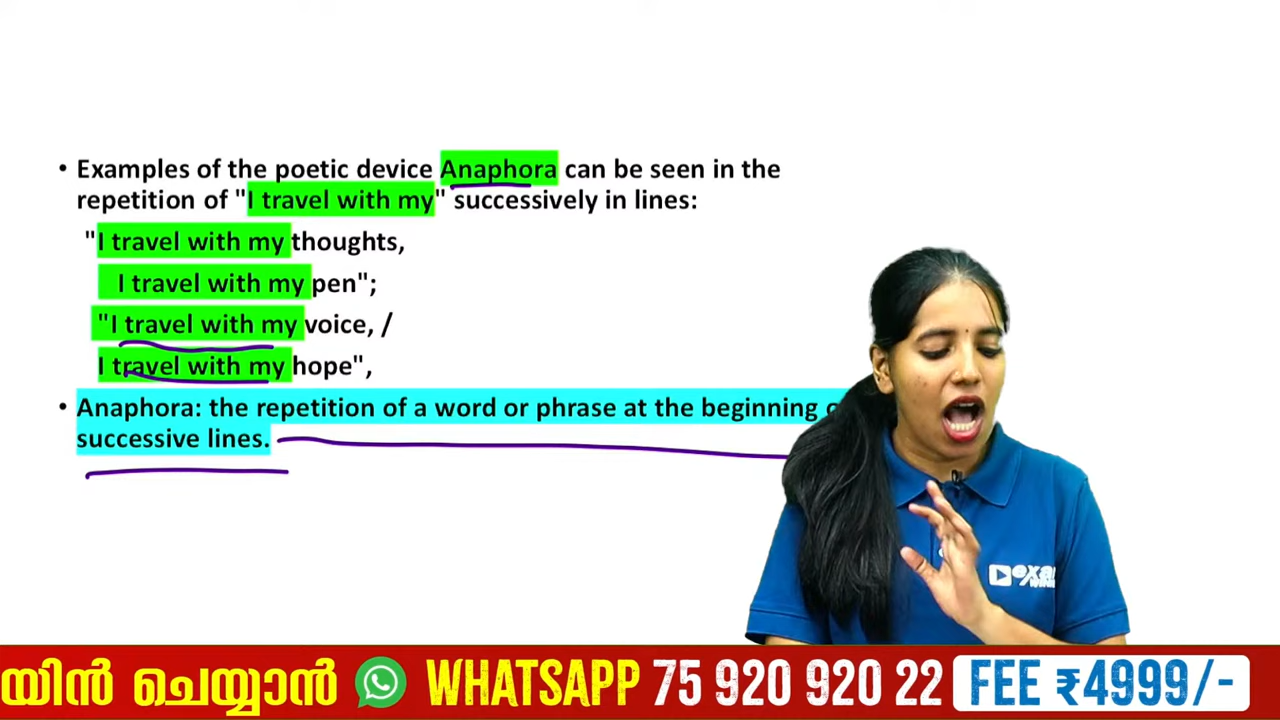 • Examples of the poetic device Anaphora can be seen in the
repetition of "I travel with my" successively in lines:
"I travel with my thoughts,
I travel with my pen";
"I travel with my voice, /
I travel with my hope",
• Anaphora: the repetition of a word or phrase at the beginning
successive lines.
യിൻ ചെയ്യാൻ WHATSAPP 75 920 920 22 FEE ₹4999/-